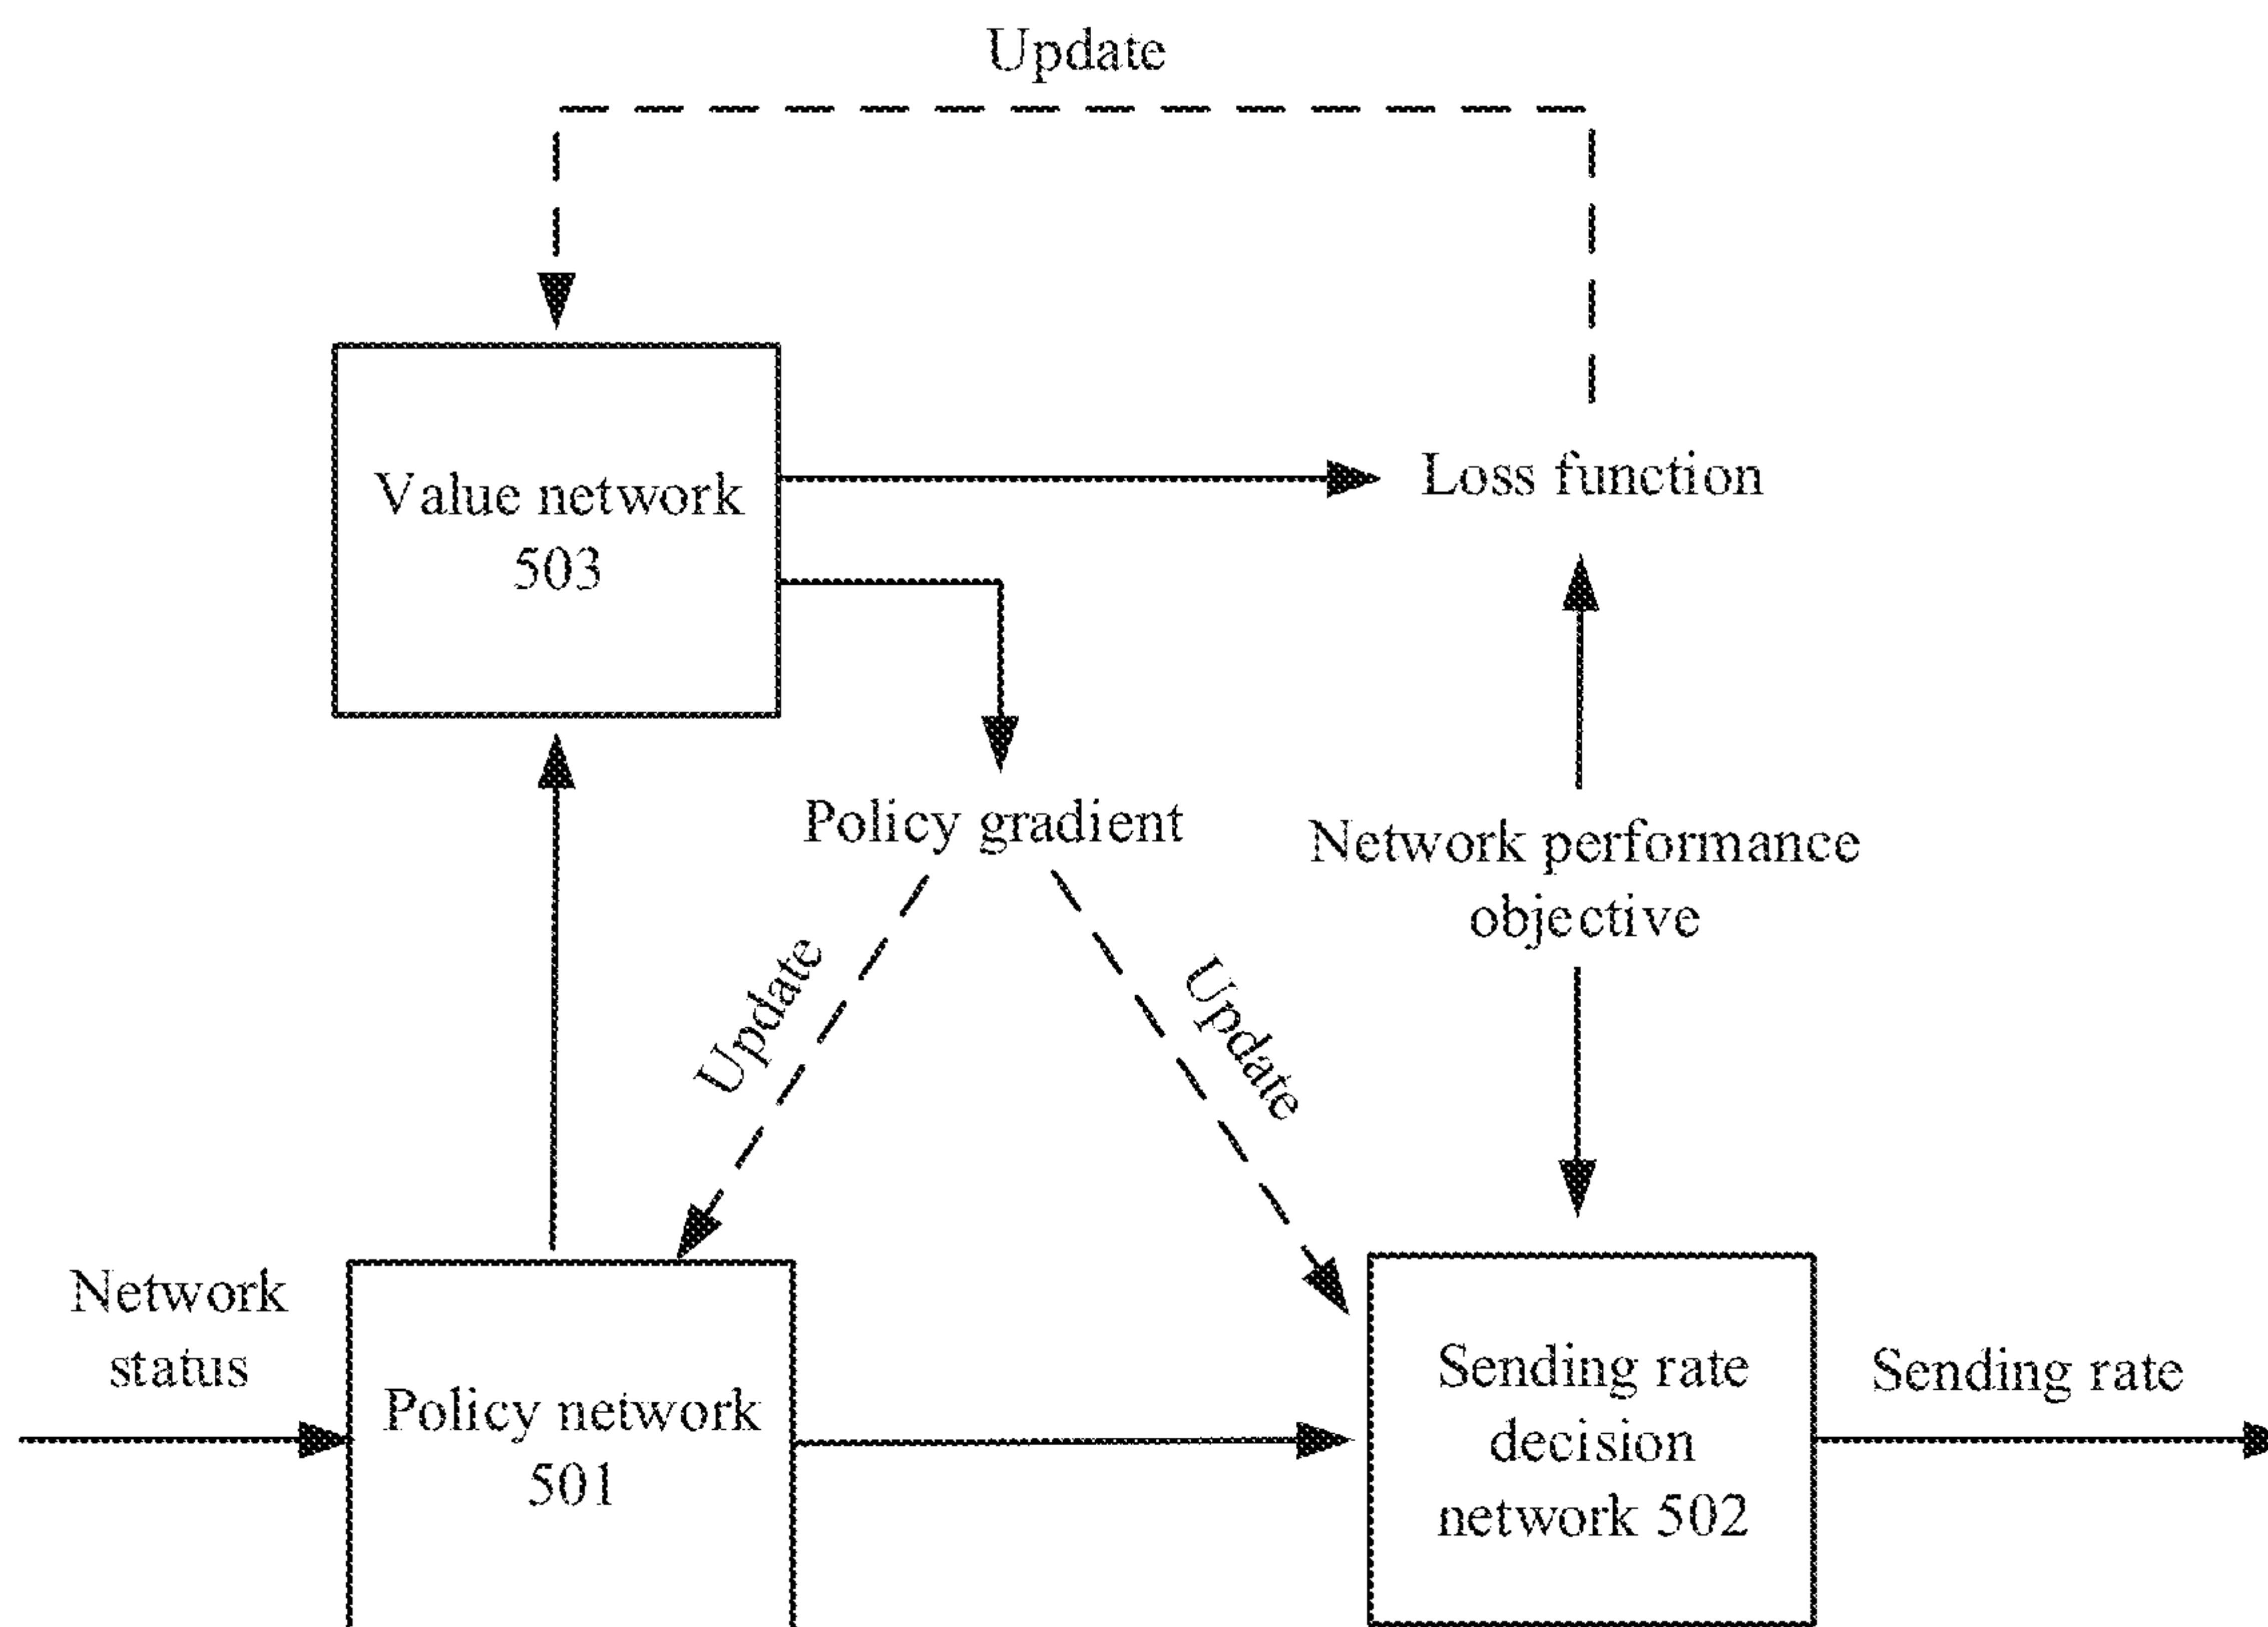 Update
Value network
503
Loss function
Policy gradient
Network performance
objective
Update
Update
Network
status
Policy network
501
Sending rate
decision
network 502
Sending rate